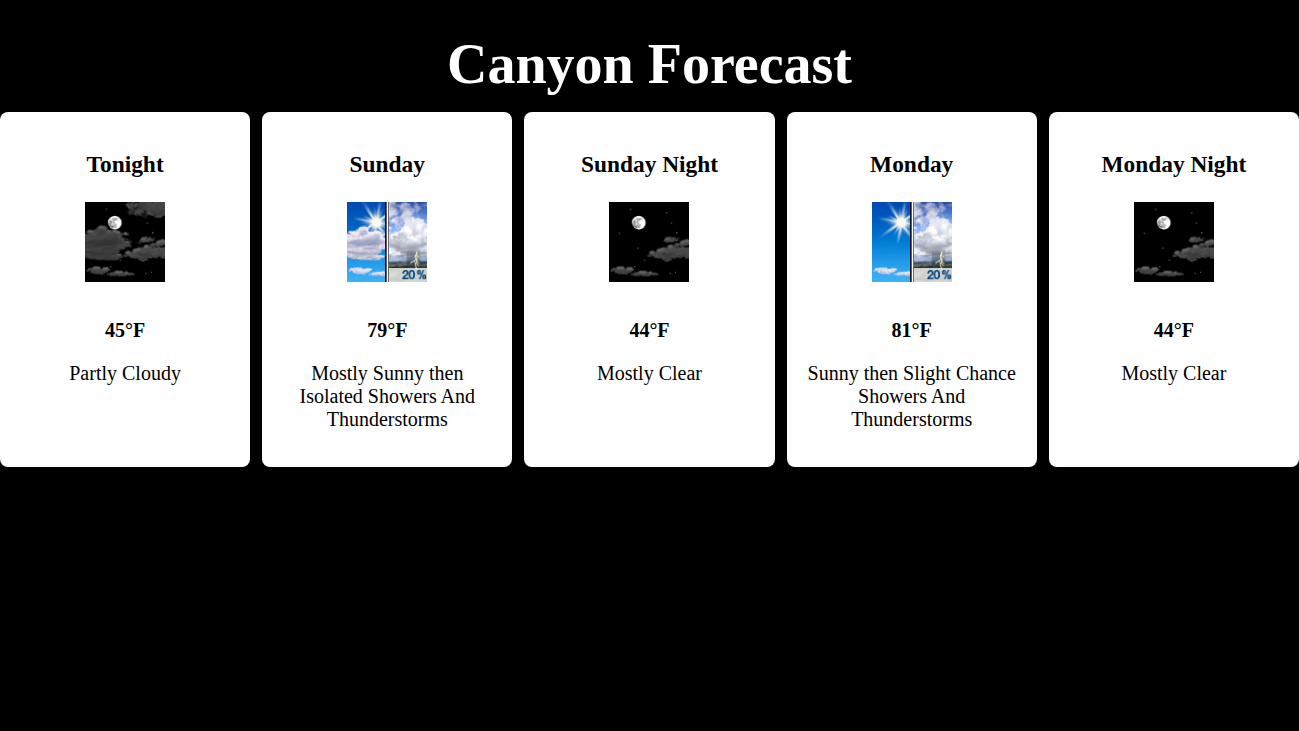 Canyon Forecast
Tonight
45°F
Partly Cloudy
Sunday
20%
79°F
Mostly Sunny then
Isolated Showers And
Thunderstorms
Sunday Night
44°F
Mostly Clear
Monday
20%
81°F
Sunny then Slight Chance
Showers And
Thunderstorms
Monday Night
44°F
Mostly Clear